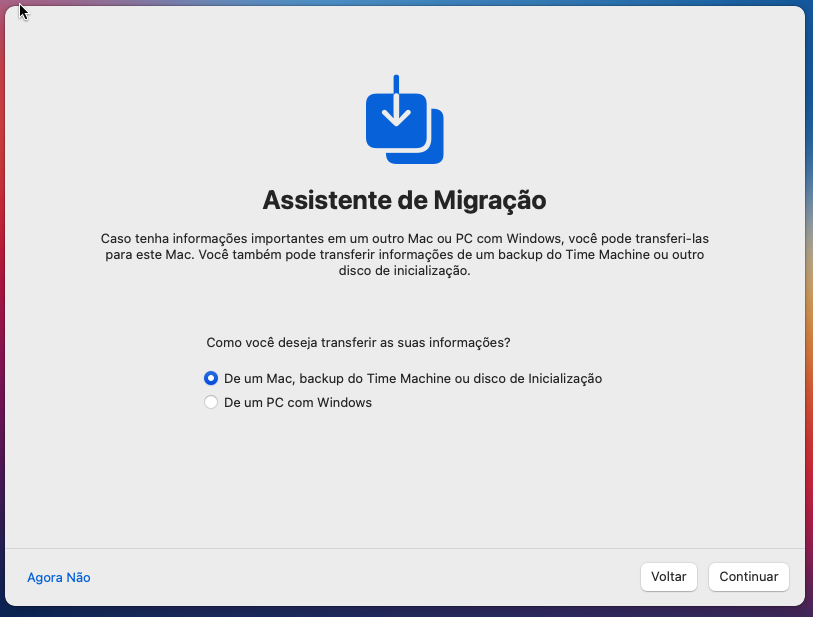 Assistente de Migração
Caso tenha informações importantes em um outro Mac ou PC com Windows, você pode transferi-las
para este Mac. Você também pode transferir informações de um backup do Time Machine ou outro
disco de inicialização.
Como você deseja transferir as suas informações?
De um Mac, backup do Time Machine ou disco de Inicialização
De um PC com Windows
Agora Não
Voltar
Continuar